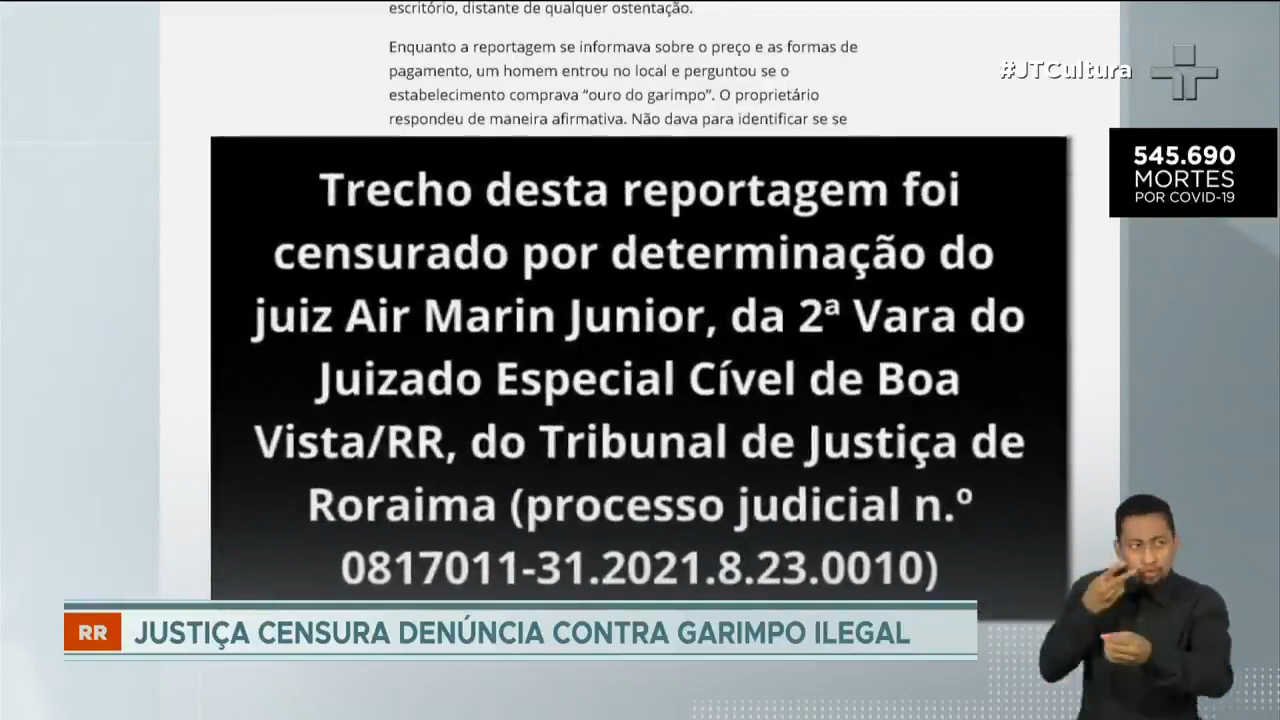 escritório, distante de qualquer ostentação.
Enquanto a reportagem se informava sobre o preço e as formas de
pagamento, um homem entrou no local e perguntou se o
estabelecimento comprava “ouro do garimpo”. O proprietário
respondeu de maneira afirmativa. Não dava para identificar se se
#JTCultura
545.690
MORTES
POR COVID-19
Trecho desta reportagem foi
censurado por determinação do
juiz Air Marin Junior, da 2ª Vara do
Juizado Especial Cível de Boa
Vista/RR, do Tribunal de Justiça de
Roraima (processo judicial n.º
0817011-31.2021.8.23.0010)
RR JUSTIÇA CENSURA DENÚNCIA CONTRA GARIMPO ILEGAL